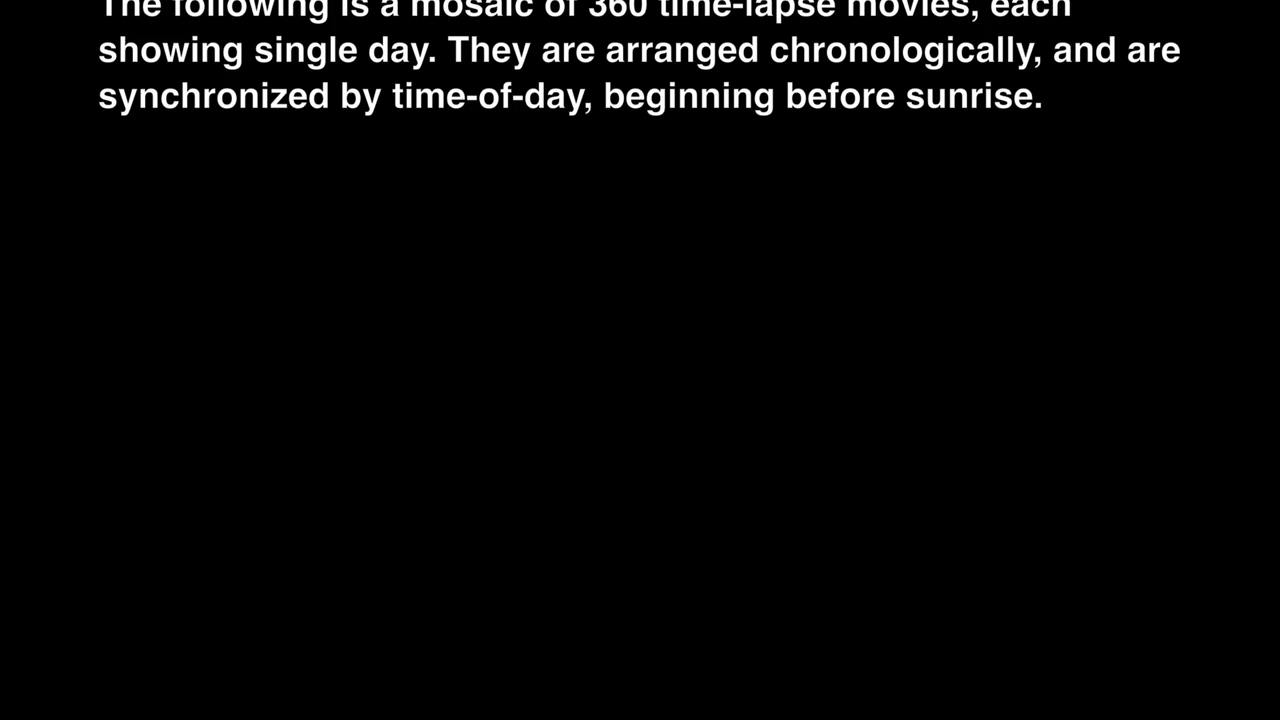 The following is a mosaic of 360 time-lapse movies, each
showing single day. They are arranged chronologically, and are
synchronized by time-of-day, beginning before sunrise.